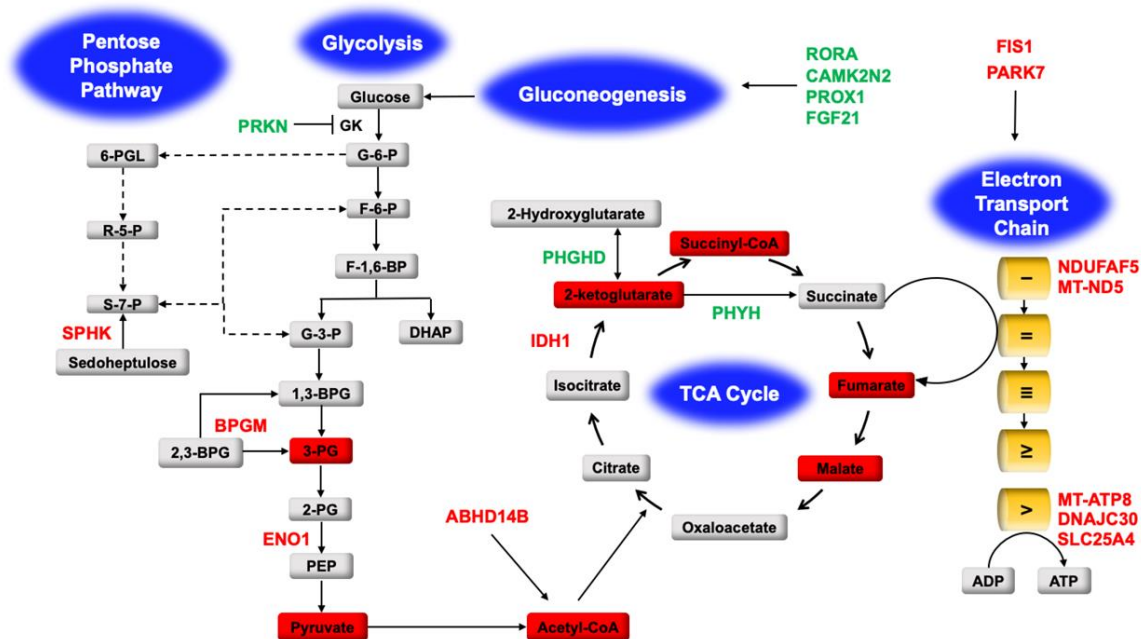 Pentose
Phosphate
Pathway
Glycolysis
Gluconeogenesis
RORA
CAMK2N2
PROX1
FGF21
FIS1
PARK7
Glucose
PRKN
GK
6-PGL
G-6-P
Electron
Transport
Chain
R-5-P
F-6-P
2-Hydroxyglutarate
PHGHD
Succinyl-CoA
F-1,6-BP
2-ketoglutarate
Succinate
PHYH
I
NDUFAF5
MT-ND5
S-7-P
SPHK
G-3-P
DHAP
IDH1
=
Sedoheptulose
1,3-BPG
Isocitrate
TCA Cycle
Fumarate
≡
BPGM
2,3-BPG
3-PG
Citrate
Malate
≥
2-PG
ABHD14B
Oxaloacetate
>
MT-ATP8
DNAJC30
SLC25A4
ENO1
PEP
ADP
ATP
Pyruvate
Acetyl-CoA